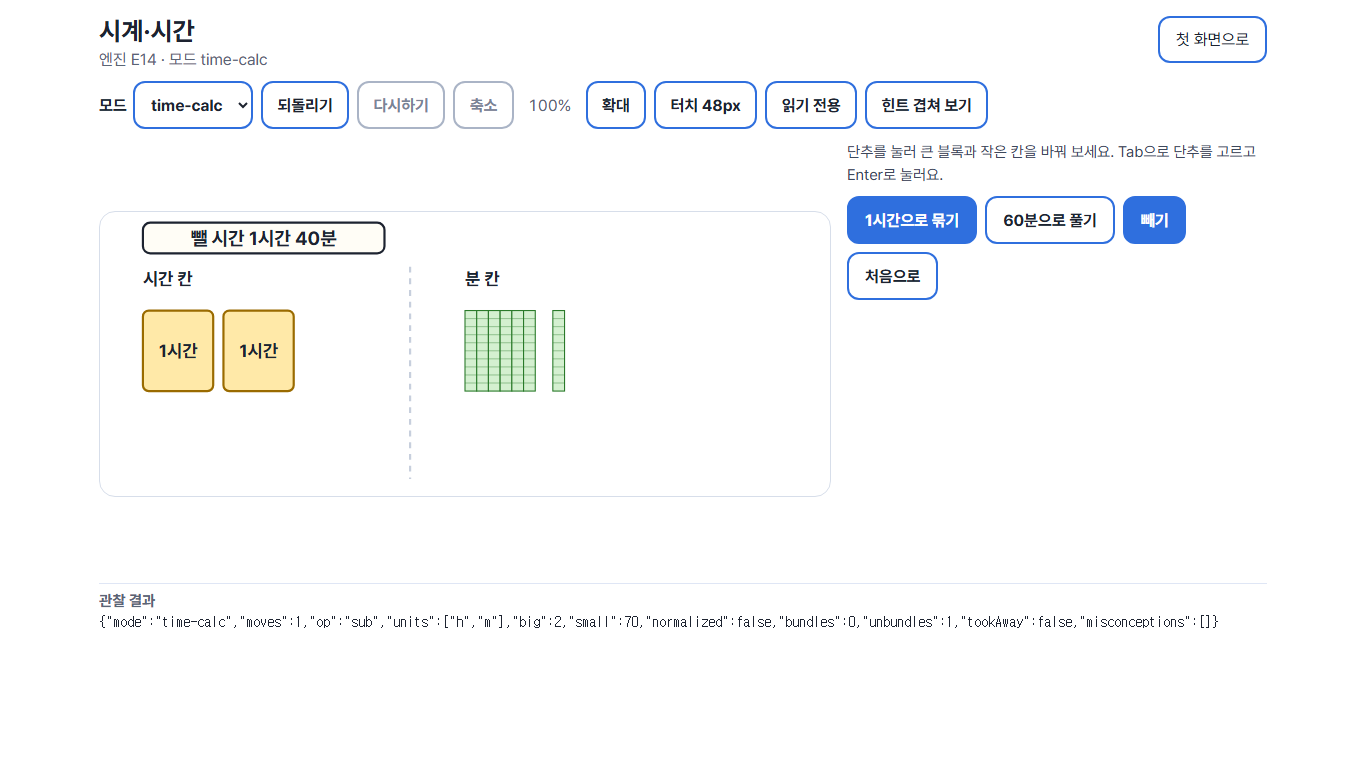 시계·시간
엔진 E14 · 모드 time-calc
첫 화면으로
모드 time-calc 되돌리기 다시하기 축소 100% 확대 터치 48px 읽기 전용 힌트 겹쳐 보기
단추를 눌러 큰 블록과 작은 칸을 바꿔 보세요. Tab으로 단추를 고르고
Enter로 눌러요.
1시간으로 묶기 60분으로 풀기 빼기
처음으로
뺄 시간 1시간 40분
시간 칸 분 칸
1시간 1시간
관찰 결과
{"mode":"time-calc","moves":1,"op":"sub","units":["h","m"],"big":2,"small":70,"normalized":false,"bundles":0,"unbundles":1,"tookAway":false,"misconceptions":[]}